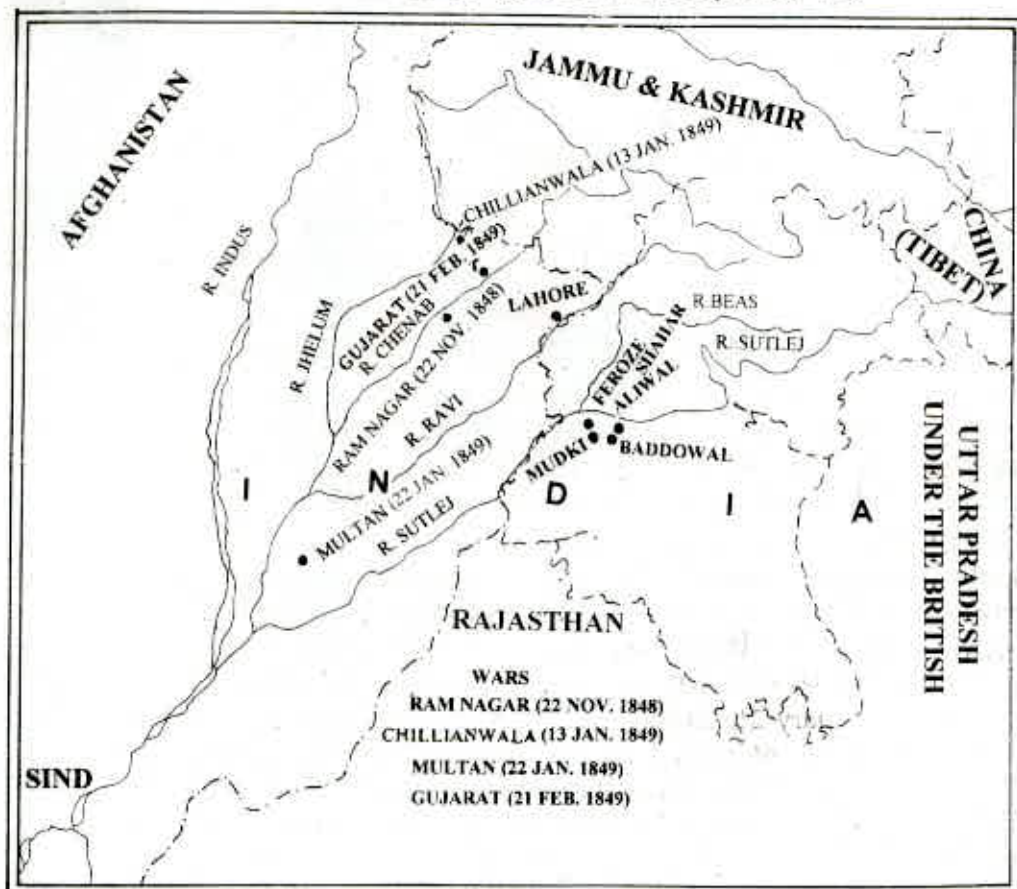 JAMMU & KASHMIR
AFGHANISTAN
CHILLIANWALA (13 JAN. 1849)
CHINA
(TIBET)
R. INDUS
GUJARAT (21 FEB. 1849)
R. JHELUM
R. CHENAB
LAHORE
R.BEAS
R. SUTLEJ
RAM NAGAR (22 NOV. 1848)
FEROZE
SHAHAR
ALIWAL
R. RAVI
MUDKI
BADDOWAL
MULTAN (22 JAN. 1849)
R. SUTLEJ
I N D I A
UTTAR PRADESH
UNDER THE BRITISH
RAJASTHAN
WARS
RAM NAGAR (22 NOV. 1848)
CHILLIANWALA (13 JAN. 1849)
MULTAN (22 JAN. 1849)
GUJARAT (21 FEB. 1849)
SIND